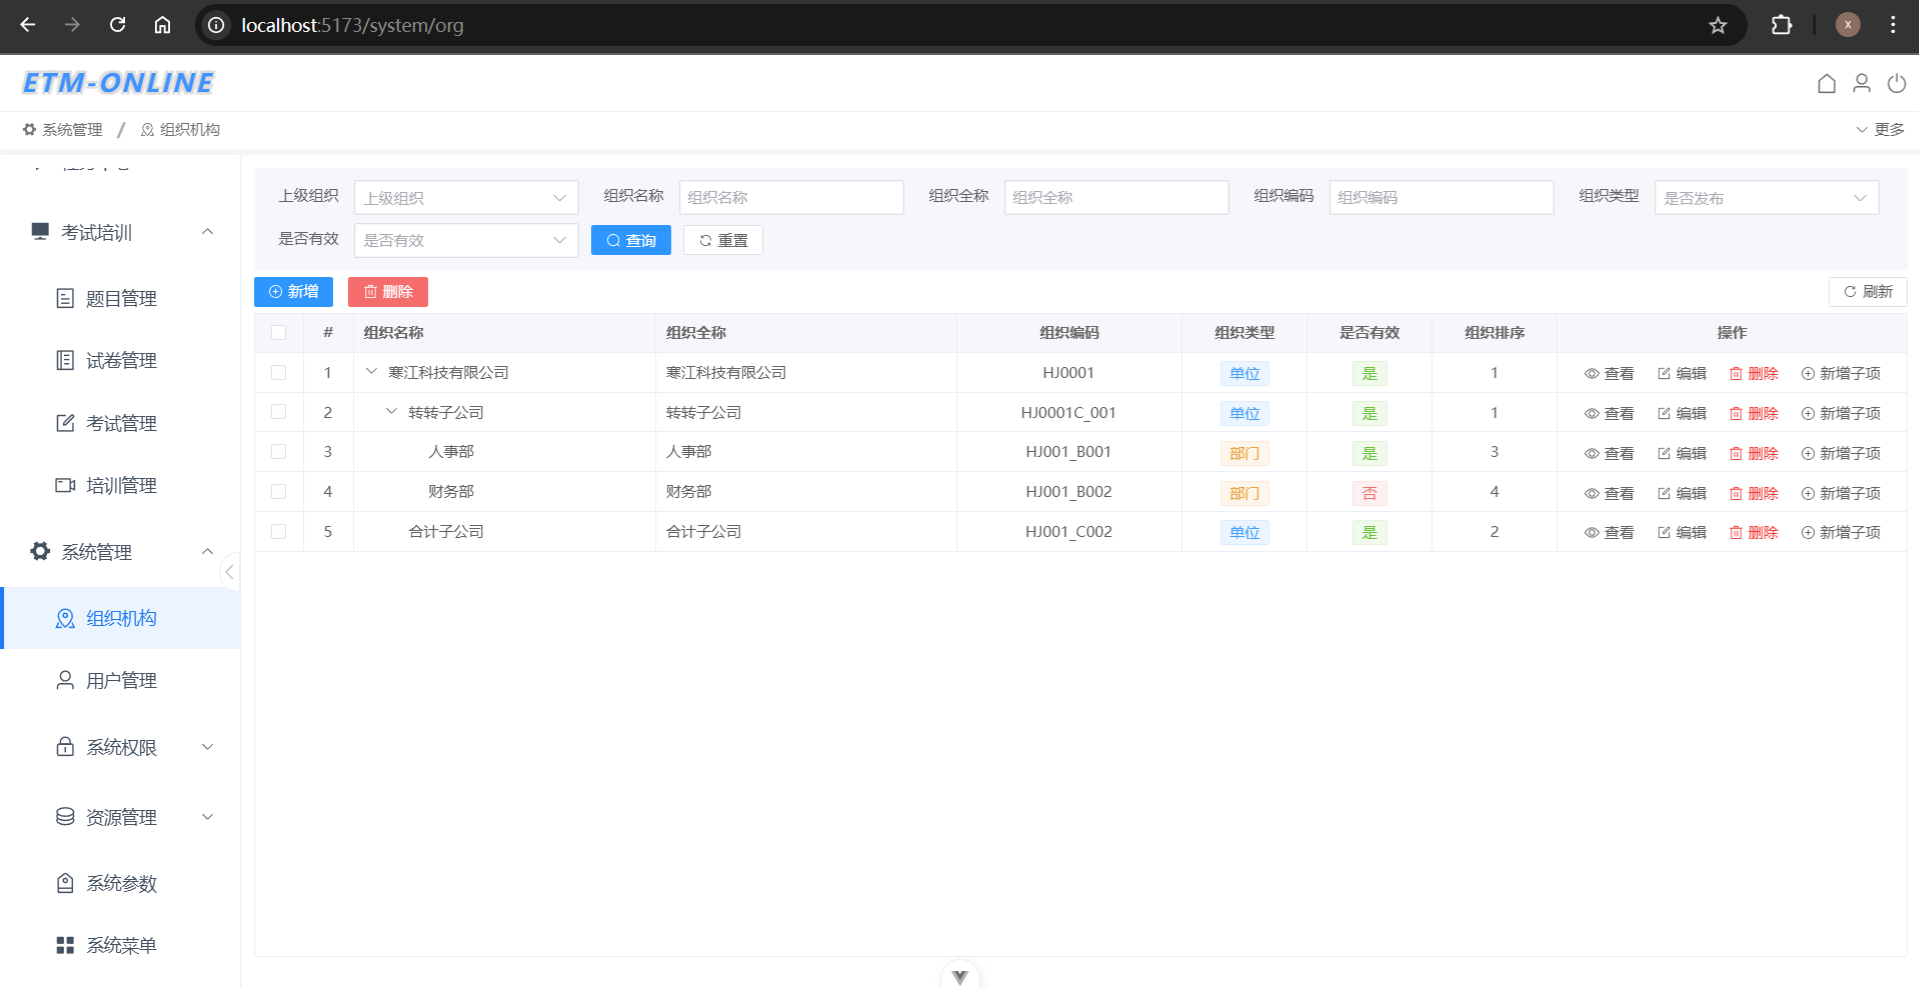 localhost:5173/system/org
x
ETM-ONLINE
系统管理 / 组织机构
更多
考试培训
题目管理
试卷管理
考试管理
培训管理
系统管理
组织机构
用户管理
系统权限
资源管理
系统参数
系统菜单
上级组织 上级组织 组织名称 组织名称 组织全称 组织全称 组织编码 组织编码 组织类型 是否发布
是否有效 是否有效 查询 重置
新增 删除 刷新
# 组织名称 组织全称 组织编码 组织类型 是否有效 组织排序 操作
1 寒江科技有限公司 寒江科技有限公司 HJ0001 单位 是 1 查看 编辑 删除 新增子项
2 转转子公司 转转子公司 HJ0001C_001 单位 是 1 查看 编辑 删除 新增子项
3 人事部 人事部 HJ001_B001 部门 是 3 查看 编辑 删除 新增子项
4 财务部 财务部 HJ001_B002 部门 否 4 查看 编辑 删除 新增子项
5 合计子公司 合计子公司 HJ001_C002 单位 是 2 查看 编辑 删除 新增子项